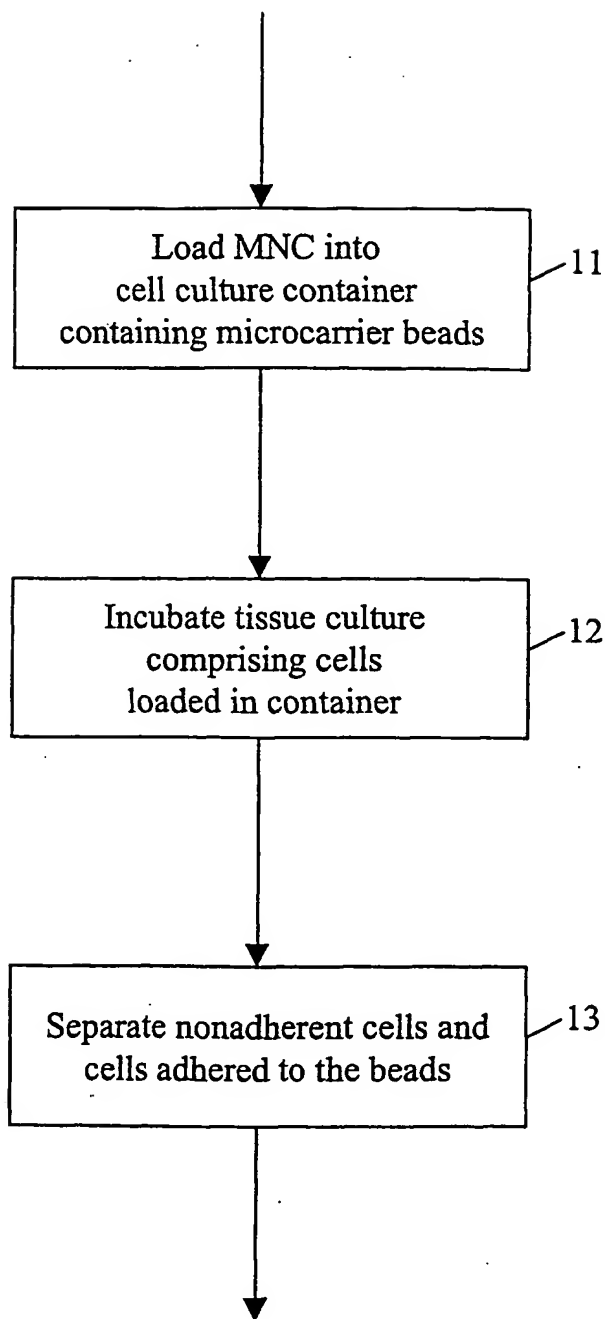 Load MNC into
cell culture container
containing microcarrier beads
11
Incubate tissue culture
comprising cells
loaded in container
12
Separate nonadherent cells and
cells adhered to the beads
13